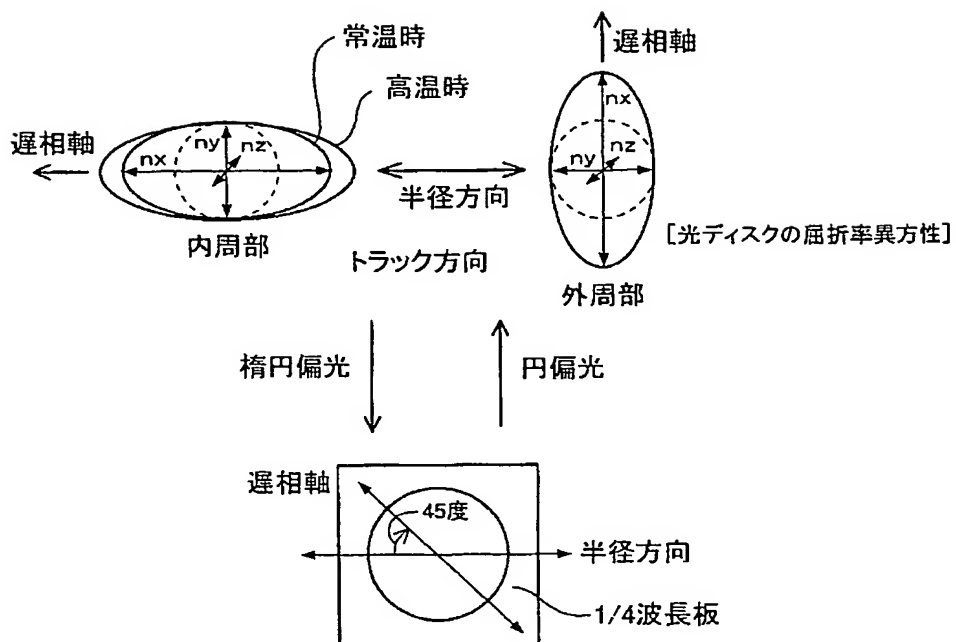 常温時
高温時
遅相軸
nx
ny
nz
内周部
半径方向
トラック方向
遅相軸
nx
ny
nz
[光ディスクの屈折率異方性]
外周部
楕円偏光
円偏光
遅相軸
45度
半径方向
1/4波長板